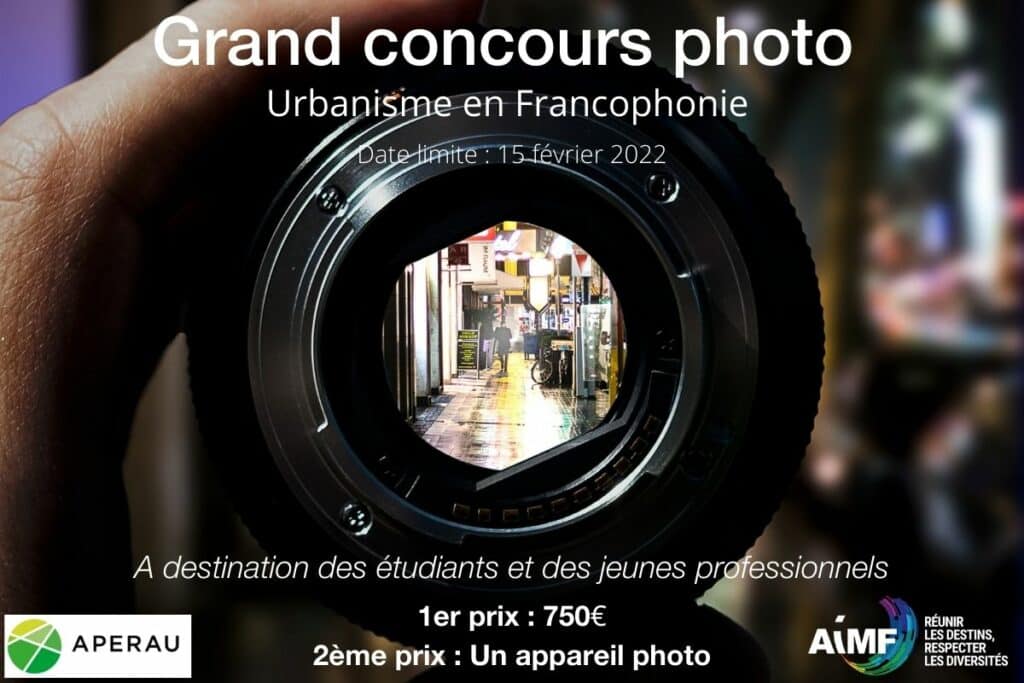 Grand concours photo
Urbanisme en Francophonie
Date limite : 15 février 2022
A destination des étudiants et des jeunes professionnels
1er prix : 750€
2ème prix : Un appareil photo
APERAU
AIMF
RÉUNIR
LES DESTINS,
RESPECTER
LES DIVERSITÉS